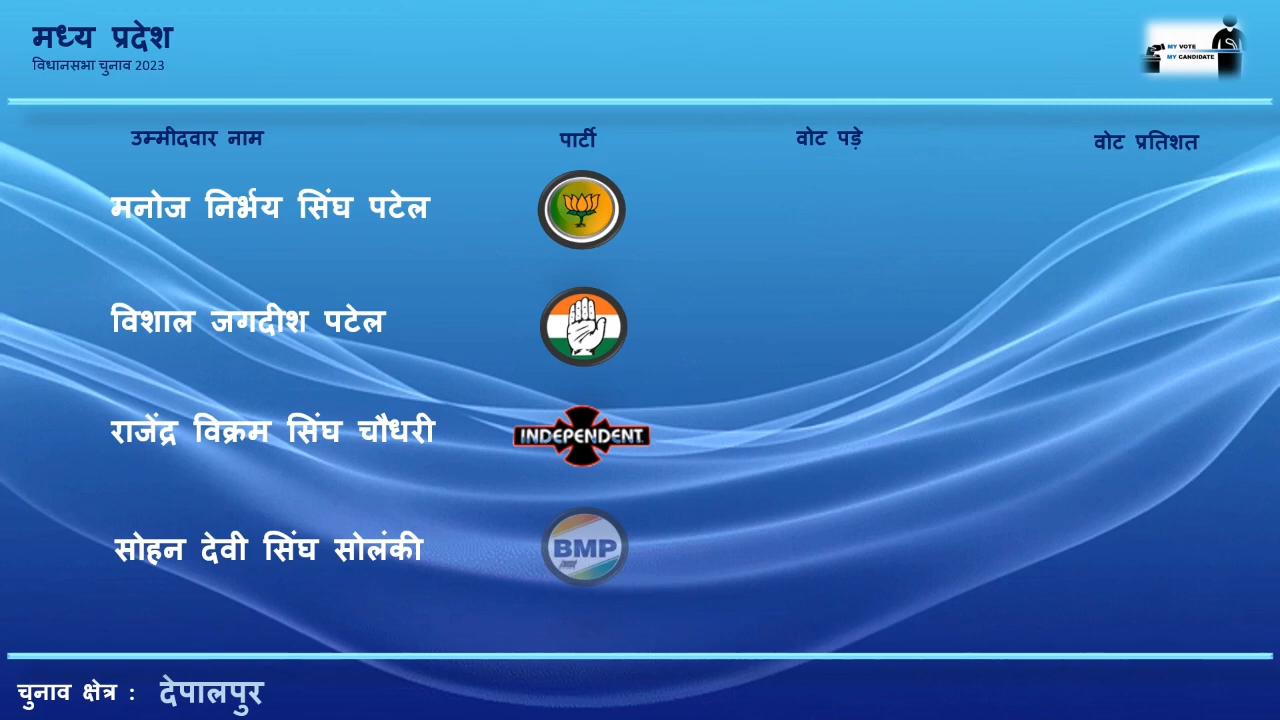 मध्य प्रदेश
विधानसभा चुनाव 2023
MY VOTE
MY CANDIDATE
उम्मीदवार नाम पार्टी वोट पड़े वोट प्रतिशत
मनोज निर्भय सिंघ पटेल
विशाल जगदीश पटेल
राजेंद्र विक्रम सिंघ चौधरी INDEPENDENT
सोहन देवी सिंघ सोलंकी BMP
चुनाव क्षेत्र : देपालपुर